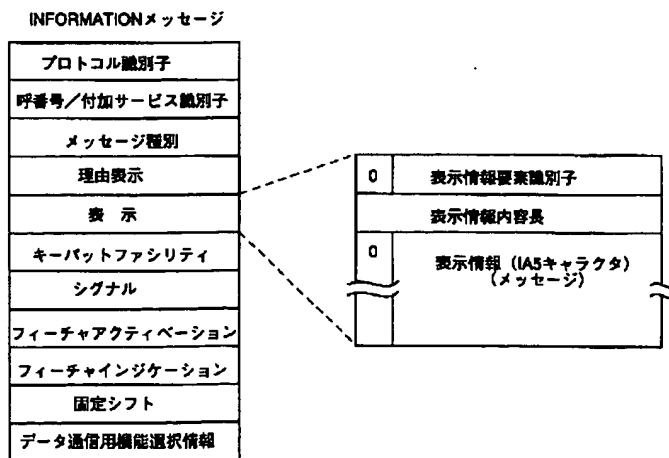 INFORMATIONメッセージ
プロトコル識別子
呼番号／付加サービス識別子
メッセージ種別
理由表示
表 示
キーパットファシリティ
シグナル
フィーチャアクティベーション
フィーチャインジケーション
固定シフト
データ通信用機能選択情報
0 表示情報要素識別子
表示情報内容長
0 表示情報（IA5キャラクタ）
（メッセージ）